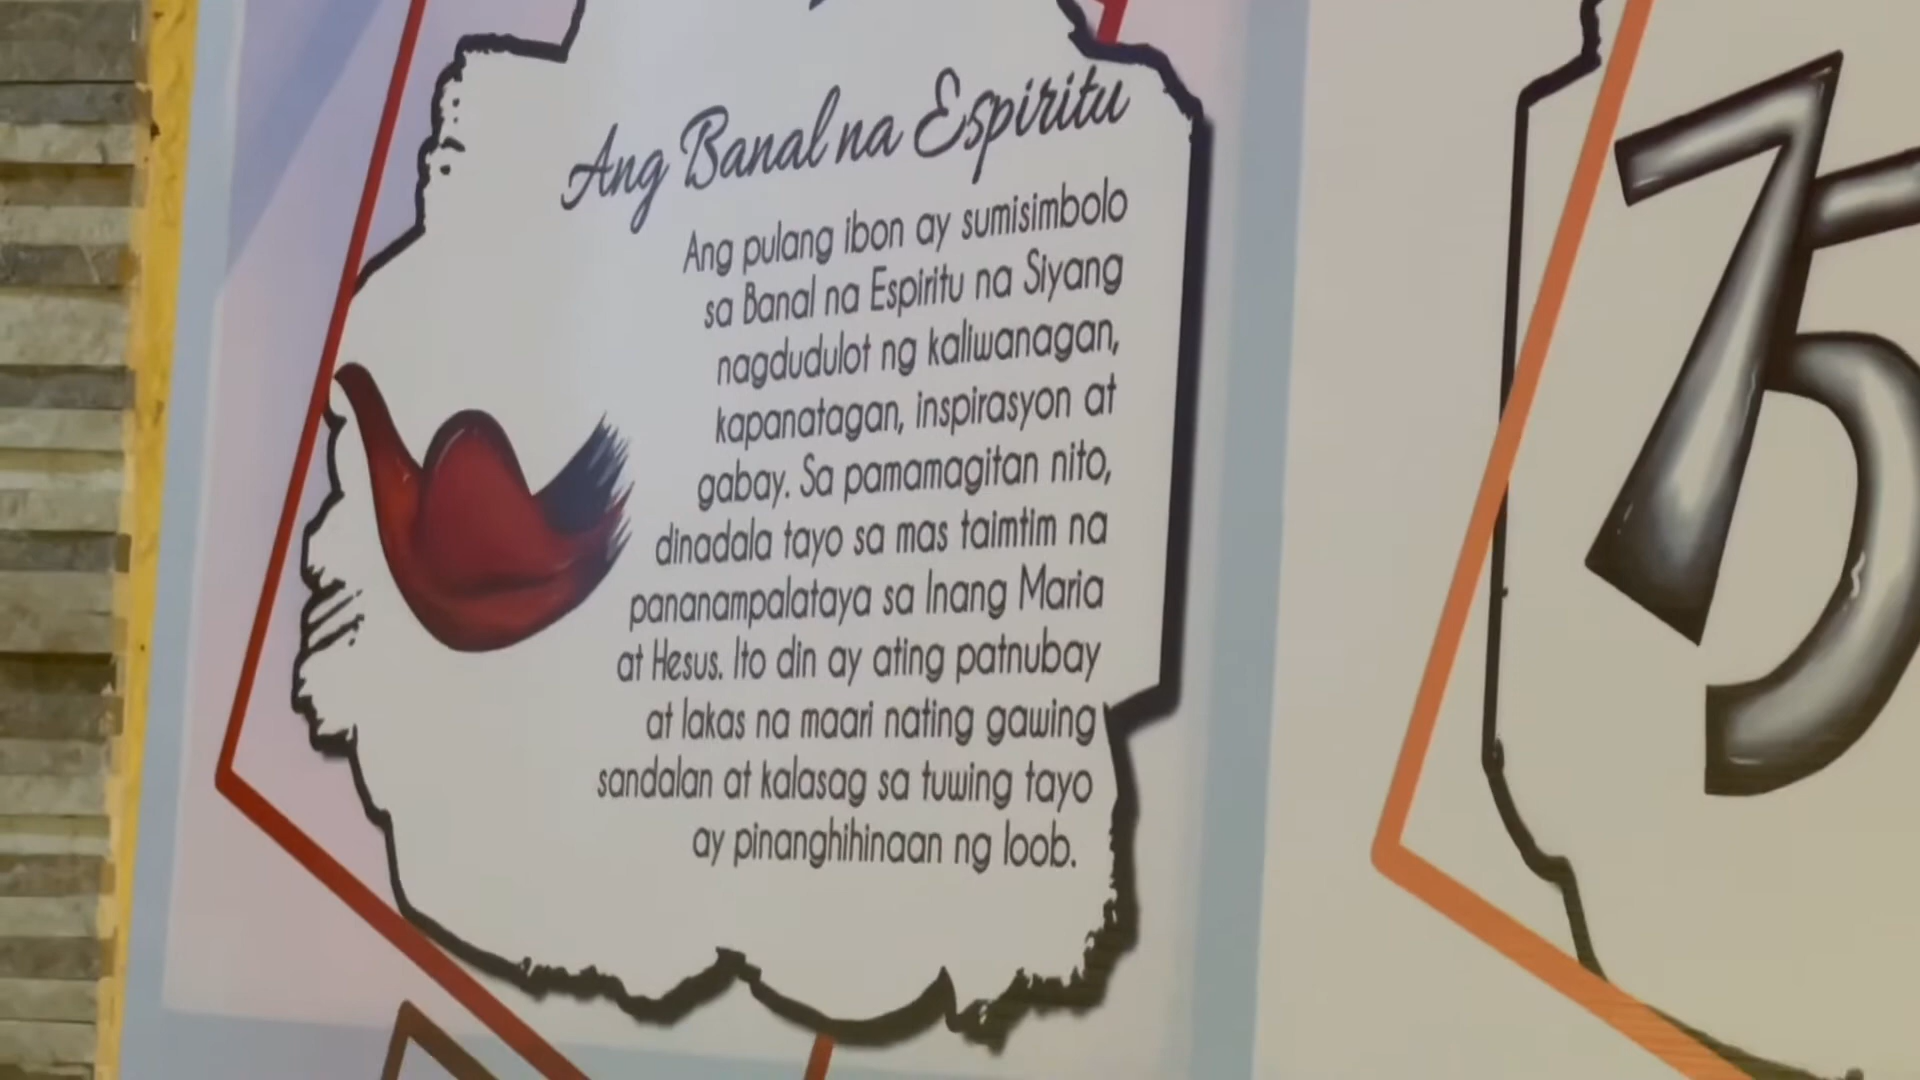 Ang Banal na Espiritu
Ang pulang ibon ay sumisimbolo
sa Banal na Espiritu na Siyang
nagdudulot ng kaliwanagan,
kapanatagan, inspirasyon at
gabay. Sa pamamagitan nito,
dinadala tayo sa mas taimtim na
pananampalataya sa Inang Maria
at Hesus. Ito din ay ating patnubay
at lakas na maari nating gawing
sandalan at kalasag sa tuwing tayo
ay pinanghihinaan ng loob.
75